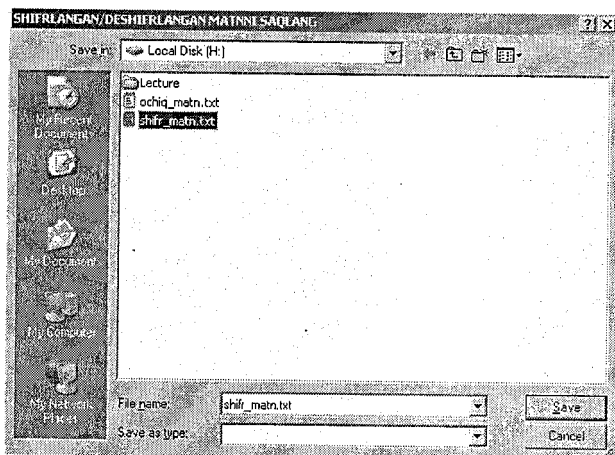 SHIFRLANGAN/DESHIFRLANGAN MATNNI SAQLANG
Save in: Local Disk (H:)
Lecture
ochiq_matn.txt
shifr_matn.txt
My Recent
Documents
Desktop
My Document
My Computer
My Network
Places
File name: shifr_matn.txt Save
Save as type: Cancel